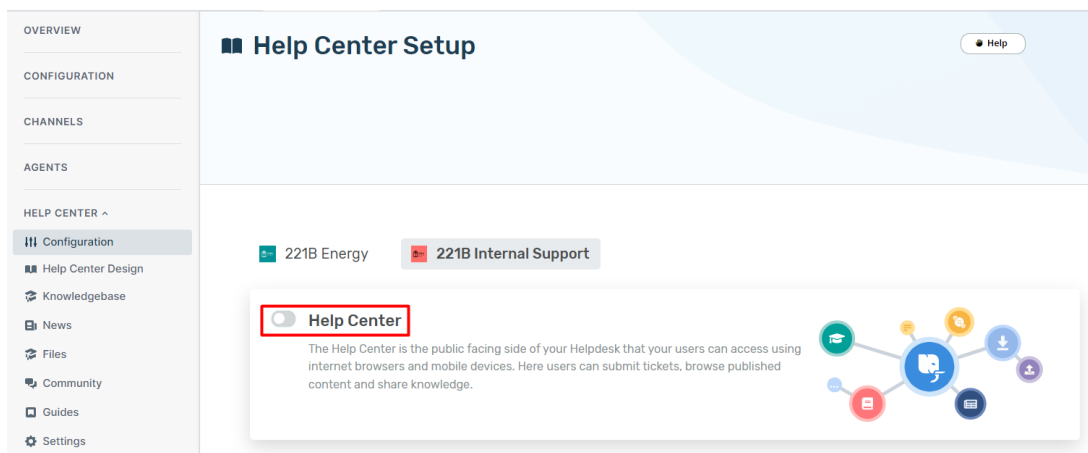 OVERVIEW
CONFIGURATION
CHANNELS
AGENTS
HELP CENTER
Configuration
Help Center Design
Knowledgebase
News
Files
Community
Guides
Settings
Help Center Setup
Help
221B Energy
221B Internal Support
Help Center
The Help Center is the public facing side of your Helpdesk that your users can access using
internet browsers and mobile devices. Here users can submit tickets, browse published
content and share knowledge.